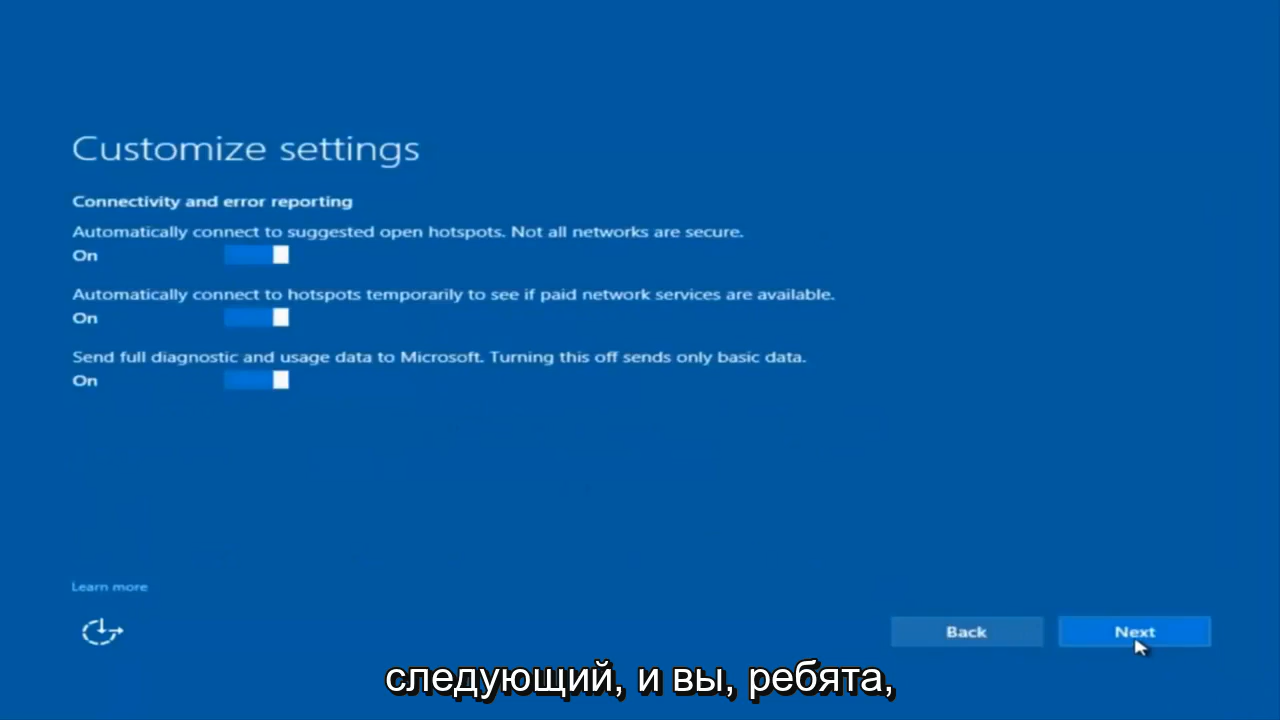 Customize settings
Connectivity and error reporting
Automatically connect to suggested open hotspots. Not all networks are secure.
On
Automatically connect to hotspots temporarily to see if paid network services are available.
On
Send full diagnostic and usage data to Microsoft. Turning this off sends only basic data.
On
Learn more
Back Next
следующий, и вы, ребята,